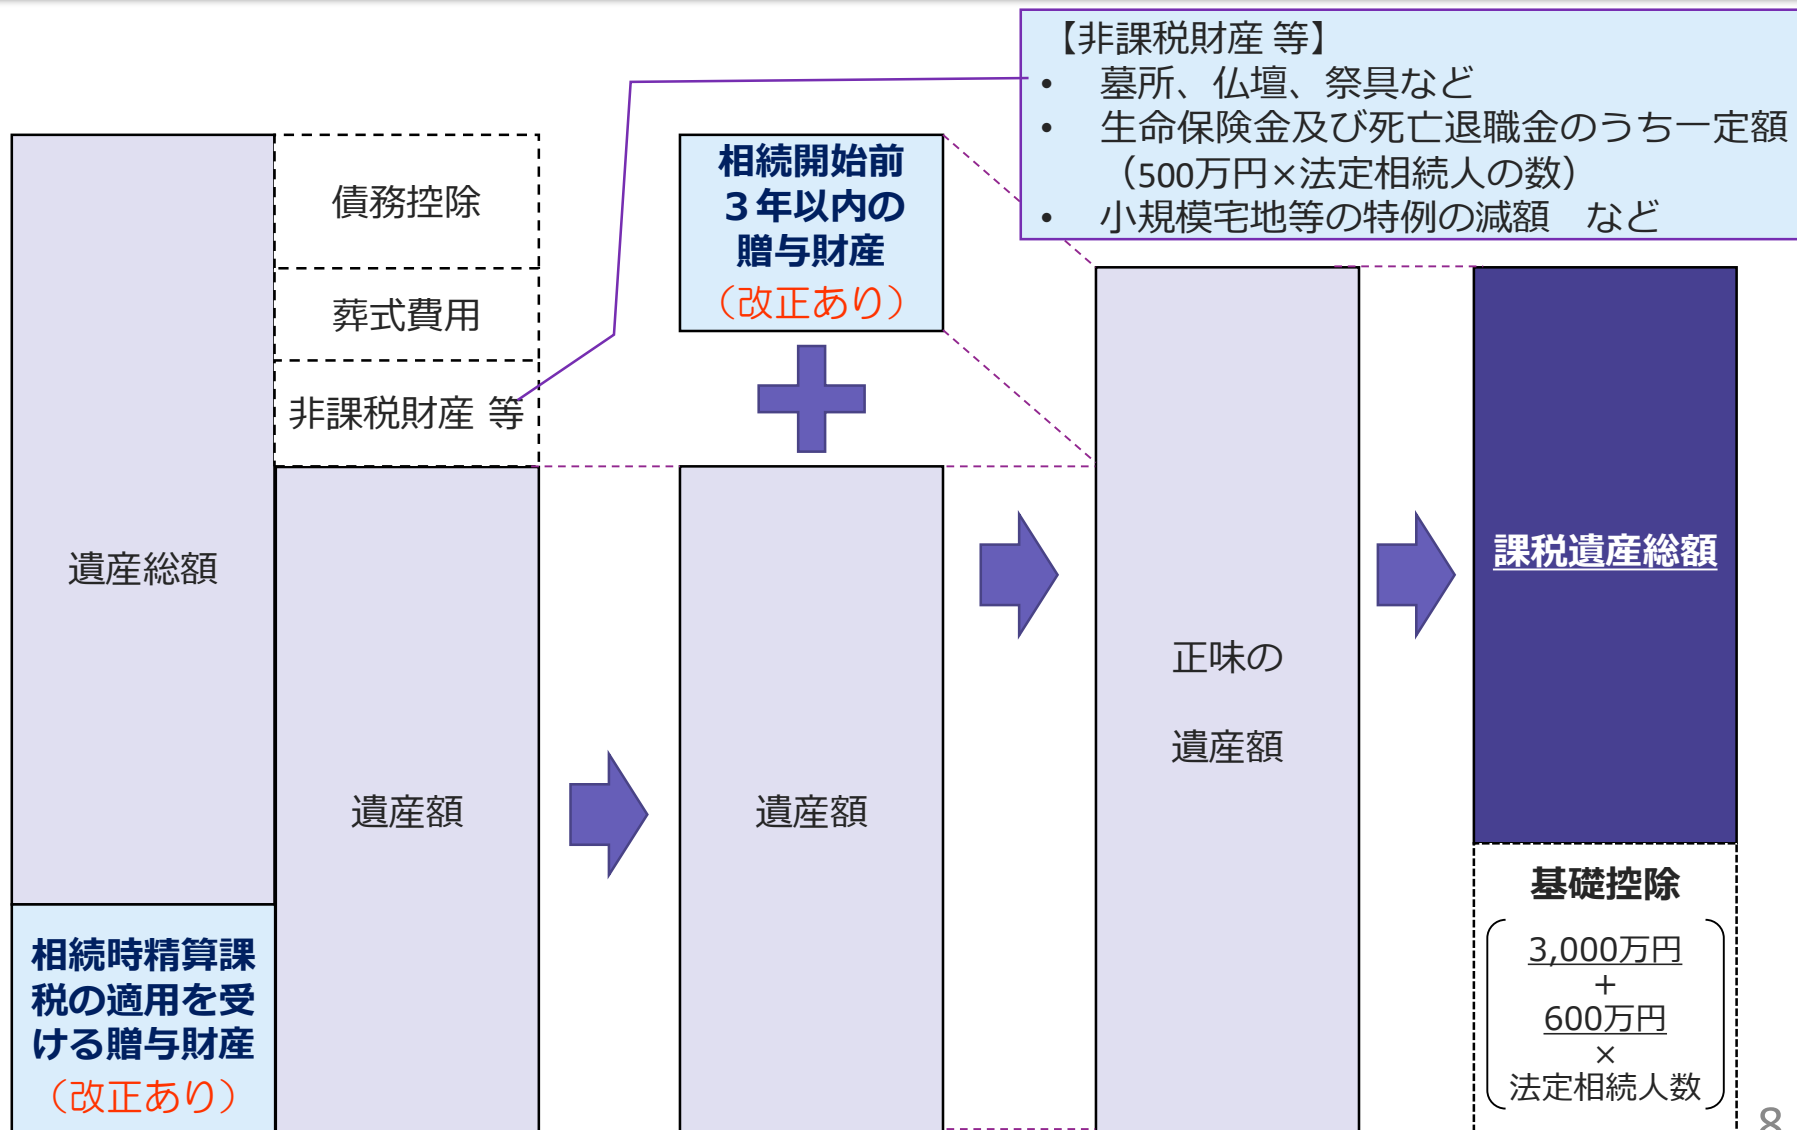 【非課税財産 等】
• 墓所、仏壇、祭具など
• 生命保険金及び死亡退職金のうち一定額
（500万円×法定相続人の数）
• 小規模宅地等の特例の減額　など
債務控除
葬式費用
非課税財産 等
遺産総額
相続時精算課
税の適用を受
ける贈与財産
（改正あり）
遺産額
相続開始前
３年以内の
贈与財産
（改正あり）
遺産額
正味の
遺産額
課税遺産総額
基礎控除
3,000万円
+
600万円
×
法定相続人数
8